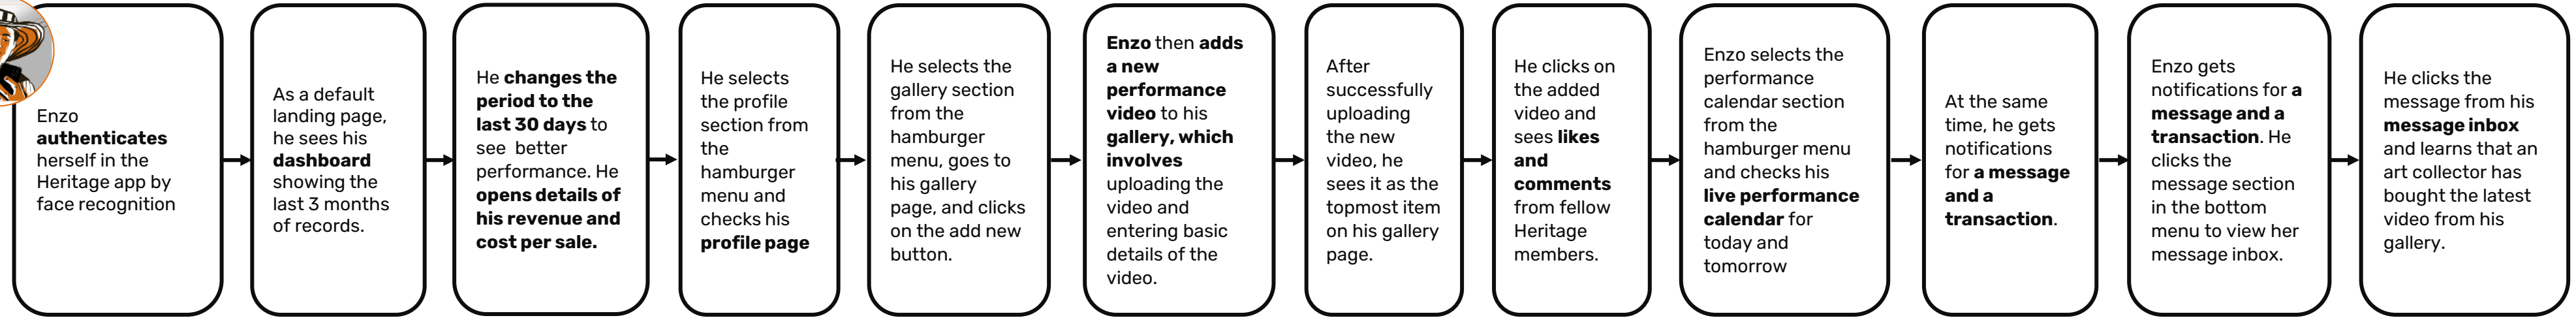 Enzo
authenticates
herself in the
Heritage app by
face recognition
As a default
landing page,
he sees his
dashboard
showing the
last 3 months
of records.
He changes the
period to the
last 30 days to
see better
performance. He
opens details of
his revenue and
cost per sale.
He selects
the profile
section from
the
hamburger
menu and
checks his
profile page
He selects the
gallery section
from the
hamburger
menu, goes to
his gallery
page, and clicks
on the add new
button.
Enzo then adds
a new
performance
video to his
gallery, which
involves
uploading the
video and
entering basic
details of the
video.
After
successfully
uploading
the new
video, he
sees it as the
topmost item
on his gallery
page.
He clicks on
the added
video and
sees likes
and
comments
from fellow
Heritage
members.
Enzo selects the
performance
calendar section
from the
hamburger menu
and checks his
live performance
calendar for
today and
tomorrow
At the same
time, he gets
notifications
for a message
and a
transaction.
Enzo gets
notifications for a
message and a
transaction. He
clicks the
message section
in the bottom
menu to view her
message inbox.
He clicks the
message from his
message inbox
and learns that an
art collector has
bought the latest
video from his
gallery.